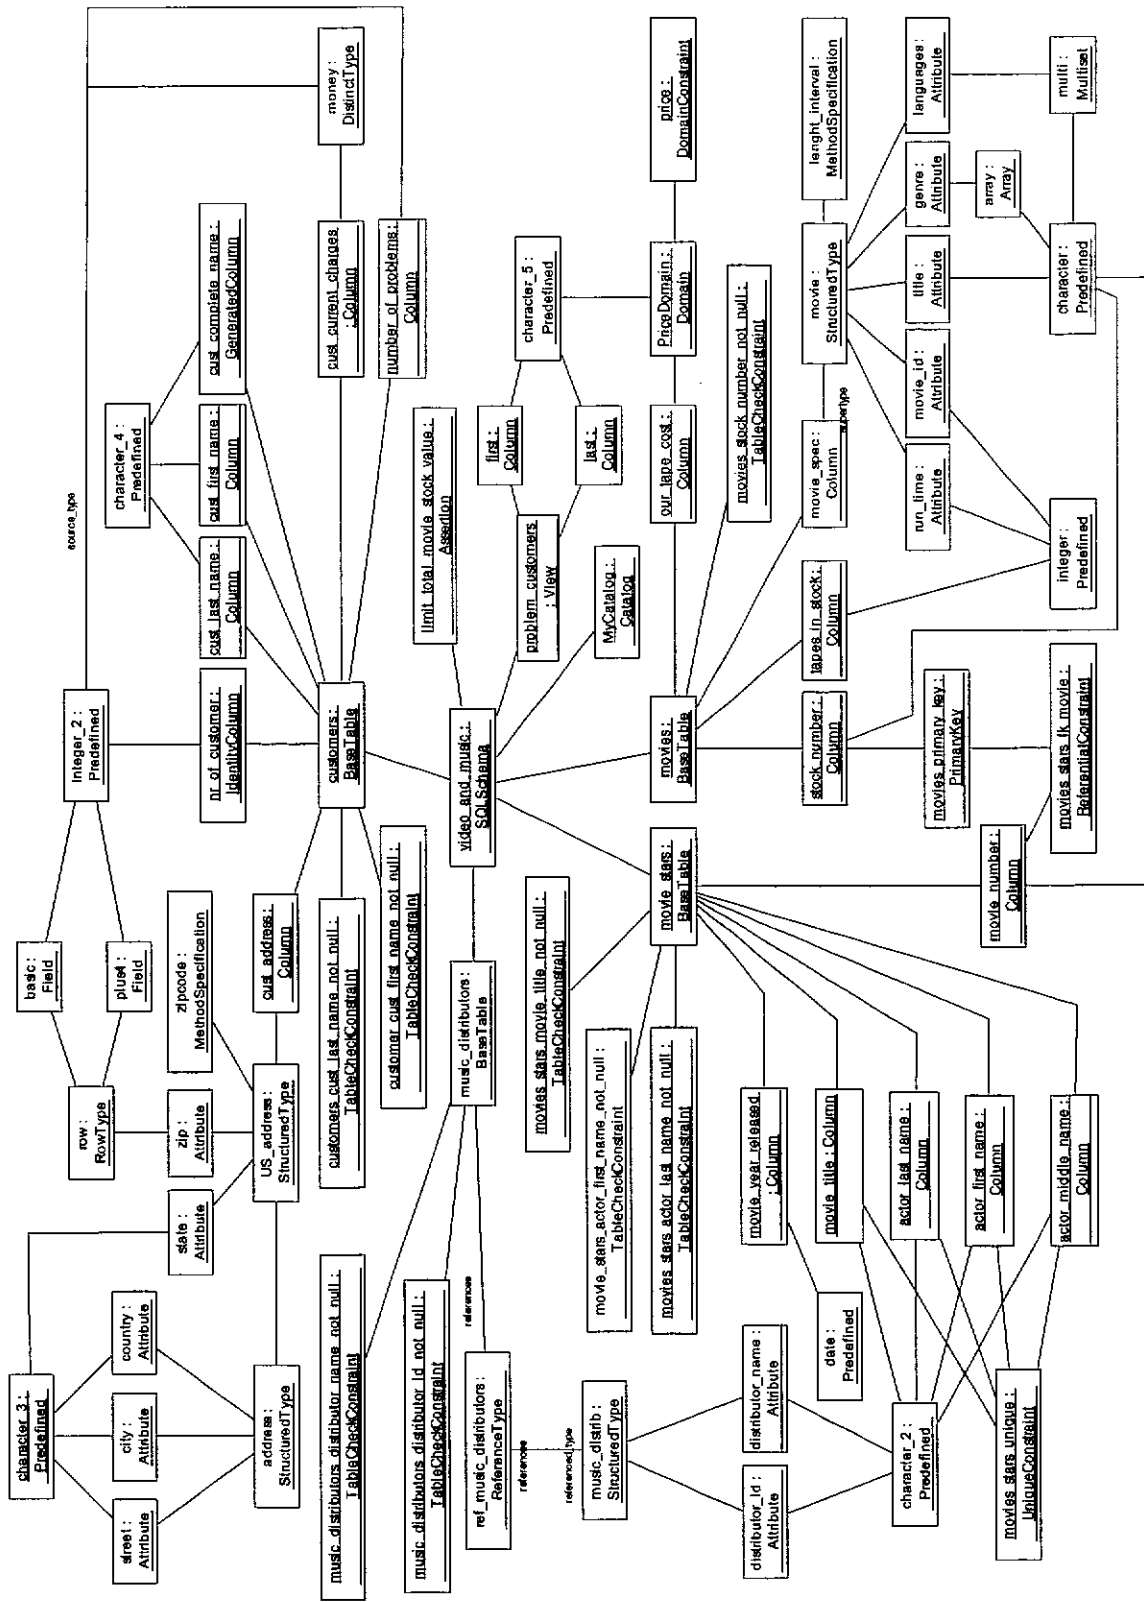 character_3 :
Predefined
street :
Attribute
city :
Attribute
country :
Attribute
state :
Attribute
address :
StructuredType
row :
RowType
basic :
Field
plus4 :
Field
zip :
Attribute
zipcode :
MethodSpecification
US_address :
StructuredType
Integer_2 :
Predefined
source_type
character_4 :
Predefined
nr_of_customer :
IdentityColumn
cust_last_name :
Column
cust_first_name :
Column
cust_complete_name :
GeneratedColumn
money :
DistinctType
cust_address :
Column
customers :
BaseTable
cust_current_charges
: Column
number_of_problems :
Column
customers_cust_last_name_not_null :
TableCheckConstraint
customer_cust_first_name_not_null :
TableCheckConstraint
music_distributors_distributor_name_not_null :
TableCheckConstraint
music_distributors_distributor_id_not_null :
TableCheckConstraint
music_distributors :
BaseTable
video_and_music :
SQLSchema
limit_total_movie_stock_value :
Assertion
problem_customers
: View
first :
Column
last :
Column
character_5 :
Predefined
MyCatalog :
Catalog
references
ref_music_distributors :
ReferenceType
references
referenced_type
music_distrib :
StructuredType
movies_stars_movie_title_not_null :
TableCheckConstraint
movie_stars_actor_first_name_not_null :
TableCheckConstraint
movies_stars_actor_last_name_not_null :
TableCheckConstraint
movie_stars :
BaseTable
movies :
BaseTable
our_tape_cost :
Column
PriceDomain :
Domain
price :
DomainConstraint
movies_stock_number_not_null :
TableCheckConstraint
distributor_id :
Attribute
distributor_name :
Attribute
date :
Predefined
movie_year_released
: Column
movie_title : Column
actor_last_name :
Column
actor_first_name :
Column
actor_middle_name :
Column
character_2 :
Predefined
movies_stars_unique :
UniqueConstraint
stock_number :
Column
tapes_in_stock :
Column
movie_spec :
Column
supertype
movie :
StructuredType
lenght_interval :
MethodSpecification
movies_primary_key :
PrimaryKey
movie_number :
Column
movies_stars_fk_movie :
ReferentialConstraint
run_time :
Attribute
movie_id :
Attribute
title :
Attribute
genre :
Attribute
languages :
Attribute
array :
Array
integer :
Predefined
character :
Predefined
multi :
Multiset